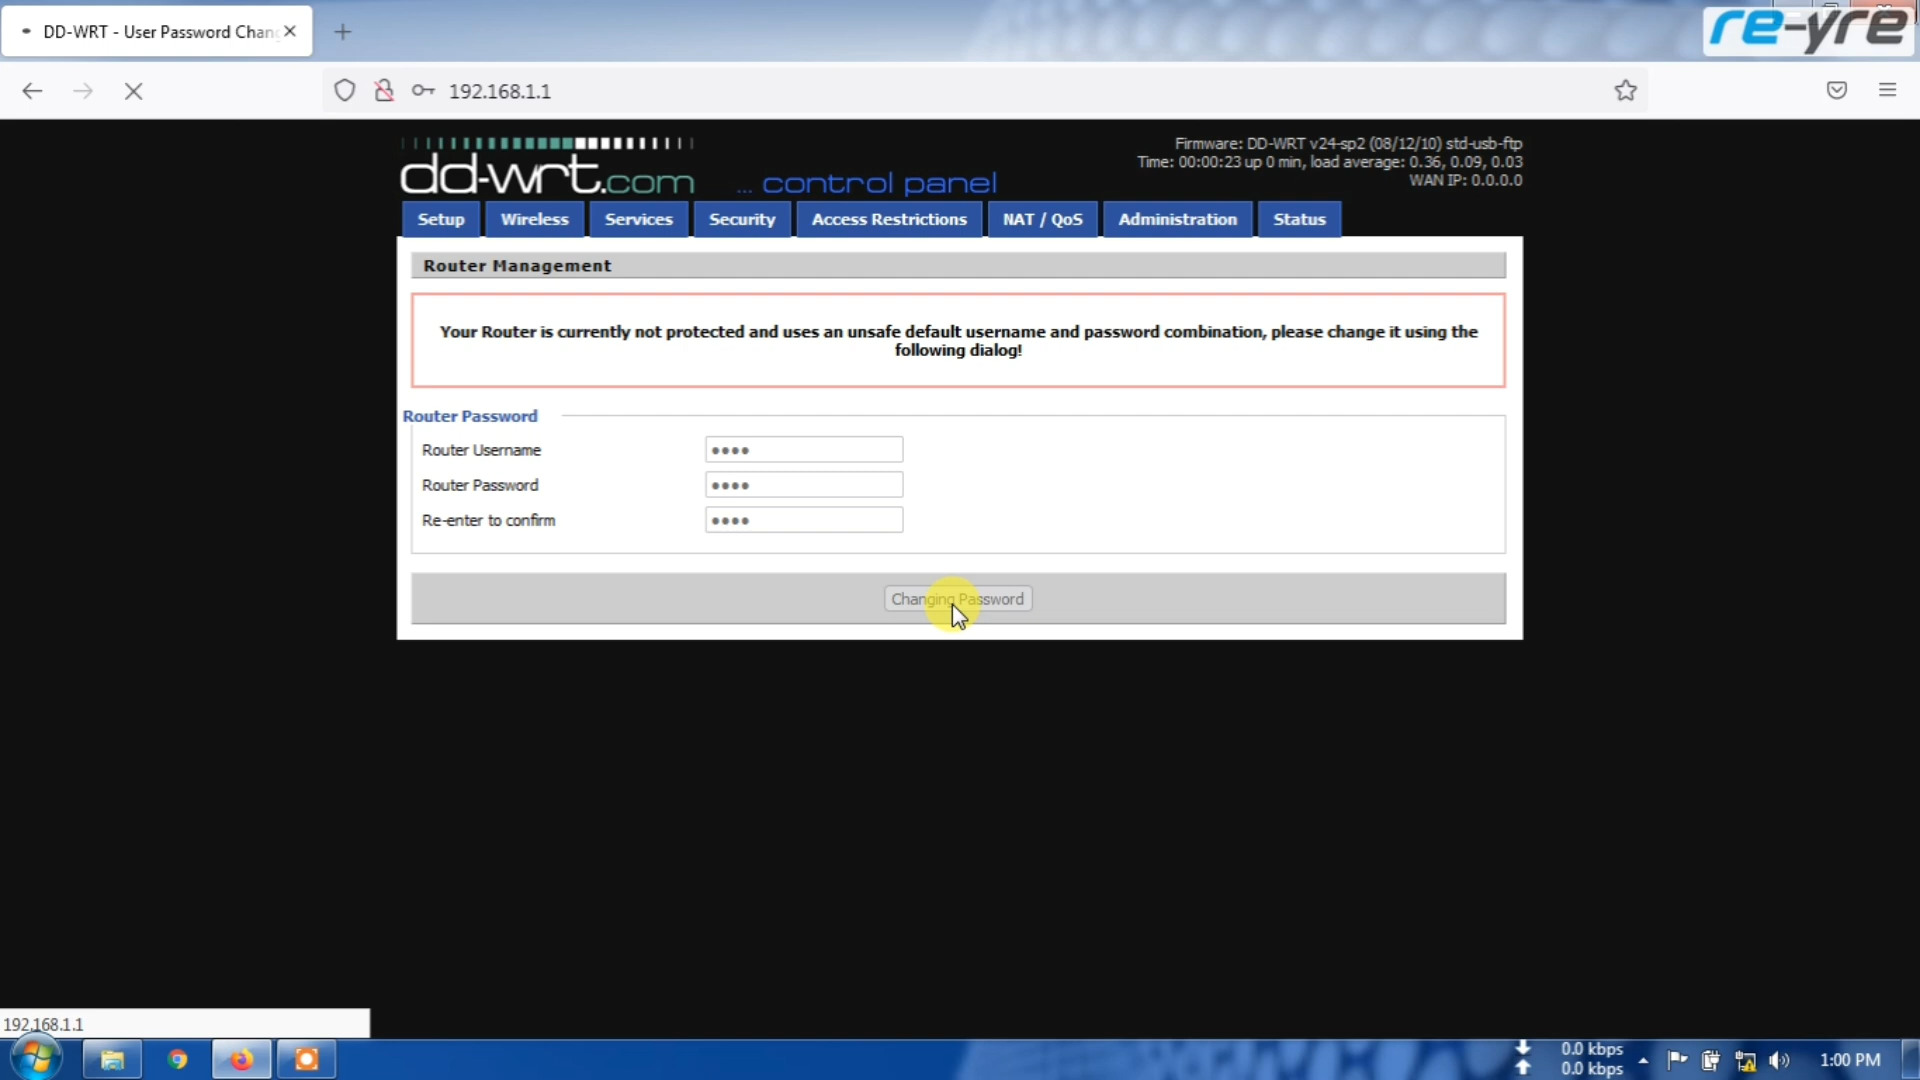 DD-WRT - User Password Chan
re-yre
192.168.1.1
dd-wrt.com ... control panel
Firmware: DD-WRT v24-sp2 (08/12/10) std-usb-ftp
Time: 00:00:23 up 0 min, load average: 0.36, 0.09, 0.03
WAN IP: 0.0.0.0
Setup Wireless Services Security Access Restrictions NAT / QoS Administration Status
Router Management
Your Router is currently not protected and uses an unsafe default username and password combination, please change it using the
following dialog!
Router Password
Router Username ●●●●
Router Password ●●●●
Re-enter to confirm ●●●●
Changing Password
192.168.1.1
0.0 kbps
0.0 kbps
1:00 PM